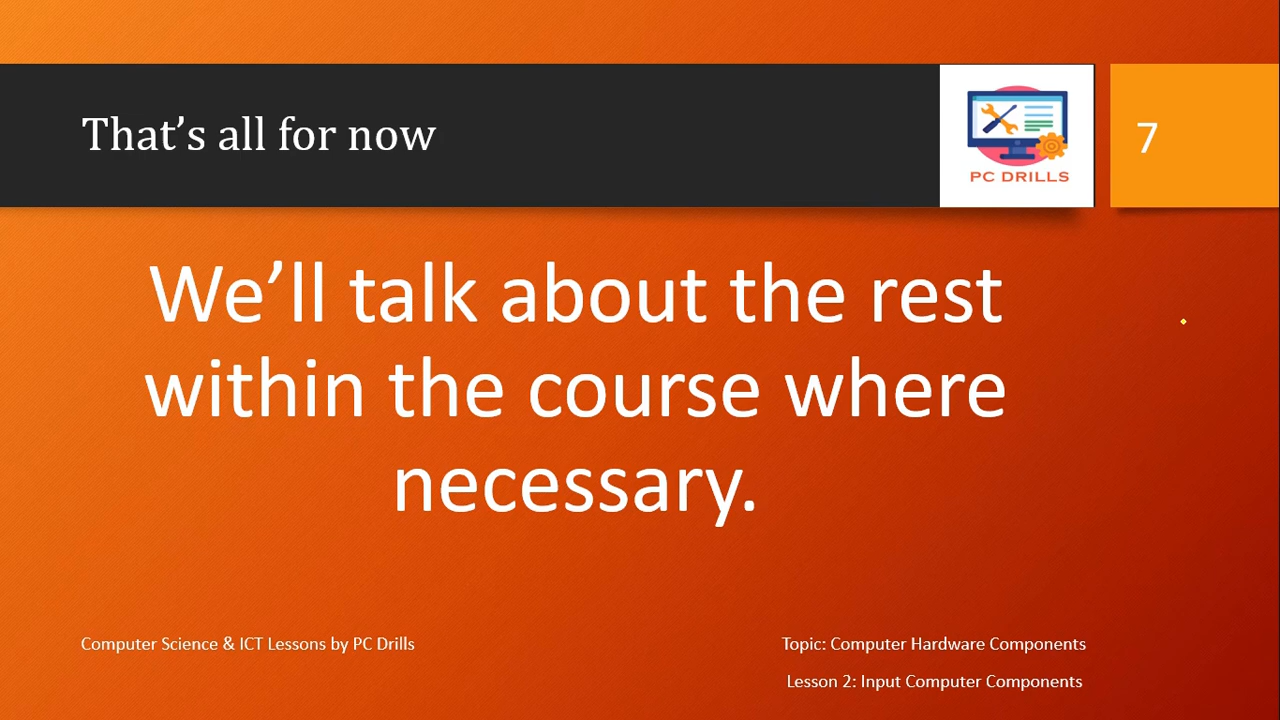 That’s all for now
PC DRILLS
7
We’ll talk about the rest
within the course where
necessary.
Computer Science & ICT Lessons by PC Drills
Topic: Computer Hardware Components
Lesson 2: Input Computer Components